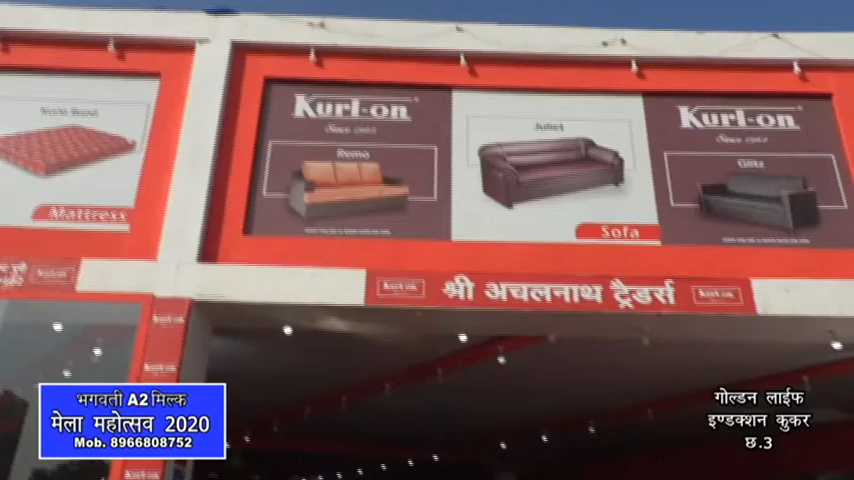 Kurl-on
Since 1962
Remo
Juliet
Sofa
Kurl-on
Since 1962
Glitz
Mattress
श्री अचलनाथ ट्रैडर्स
भगवती A2 मिल्क
मेला महोत्सव 2020
Mob. 8966808752
गोल्डन लाईफ
इण्डक्शन कुकर
छ.3